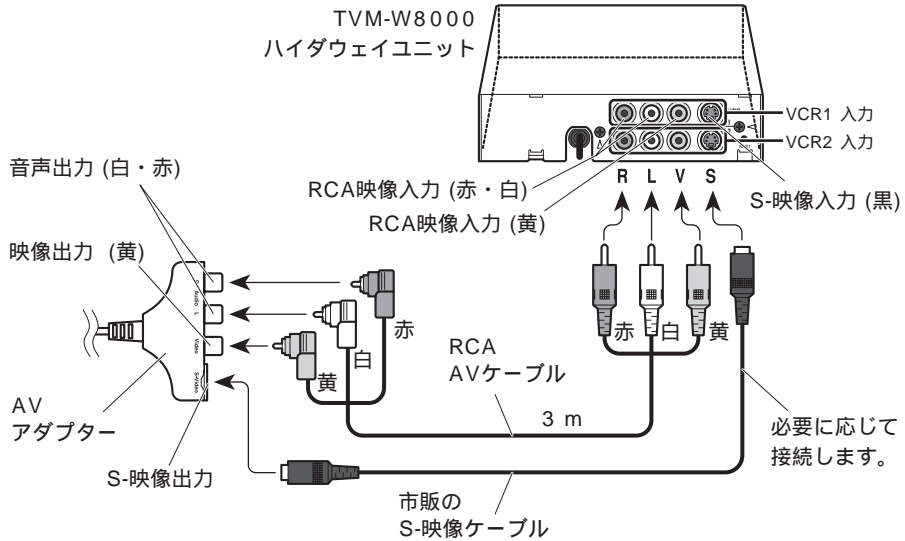 TVM-W8000
ハイダウェイユニット
VCR1 入力
VCR2 入力
音声出力 (白・赤)
RCA映像入力 (赤・白)
R L V S
S-映像入力 (黒)
RCA映像入力 (黄)
映像出力 (黄)
Audio L
Video
S-Video
赤
白
黄
赤 白 黄
RCA
AVケーブル
3 m
AV
アダプター
必要に応じて
接続します。
S-映像出力
市販の
S-映像ケーブル